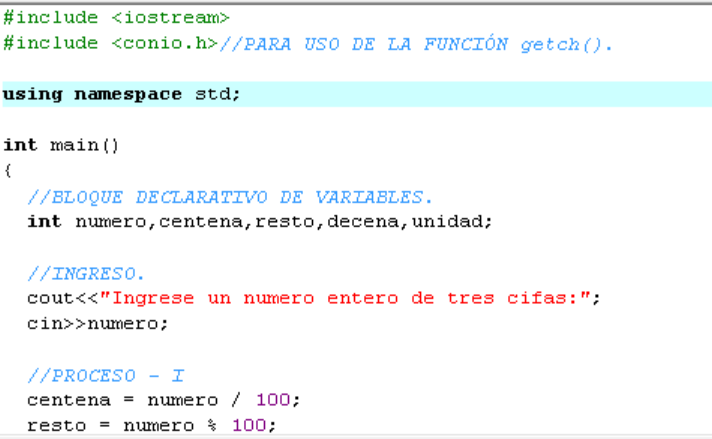 #include <iostream>
#include <conio.h>//PARA USO DE LA FUNCIÓN getch().
using namespace std;
int main()
{
//BLOQUE DECLARATIVO DE VARIABLES.
int numero,centena,resto,decena,unidad;
//INGRESO.
cout<<"Ingrese un numero entero de tres cifas:";
cin>>numero;
//PROCESO - I
centena = numero / 100;
resto = numero % 100;